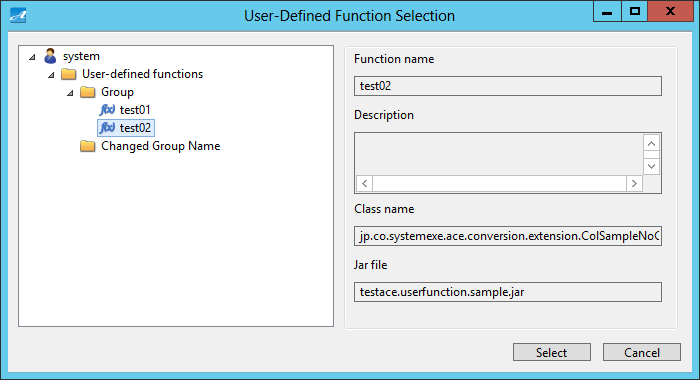 User-Defined Function Selection
system
User-defined functions
Group
f(x) test01
f(x) test02
Changed Group Name
Function name
test02
Description
Class name
jp.co.systemexe.ace.conversion.extension.ColSampleNo
Jar file
testace.userfunction.sample.jar
Select
Cancel